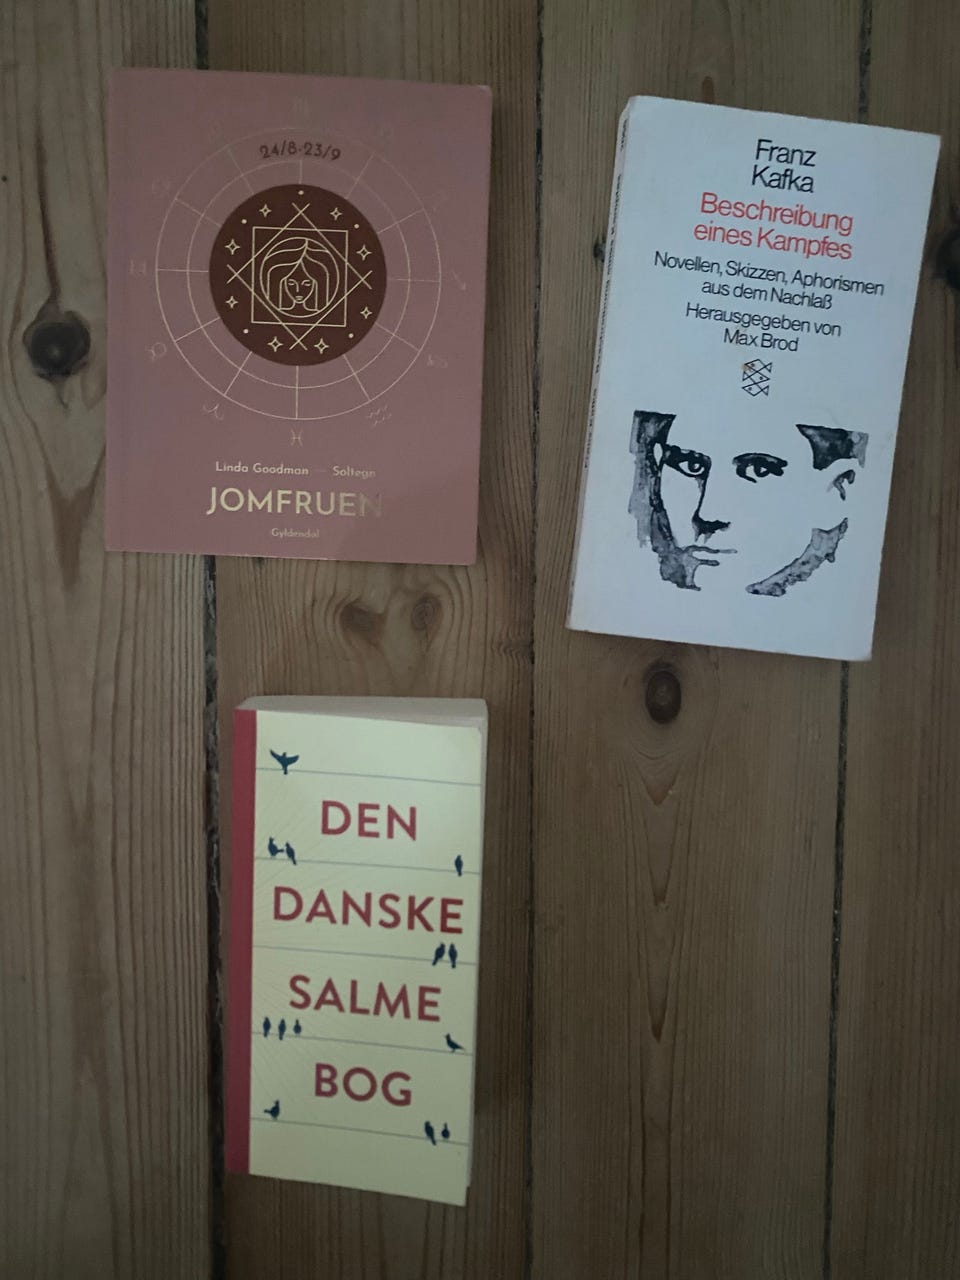 24/8-23/9
Linda Goodman — Soltegn
JOMFRUEN
Gyldendal
Franz
Kafka
Beschreibung
eines Kampfes
Novellen, Skizzen, Aphorismen
aus dem Nachlaß
Herausgegeben von
Max Brod
DEN
DANSKE
SALME
BOG